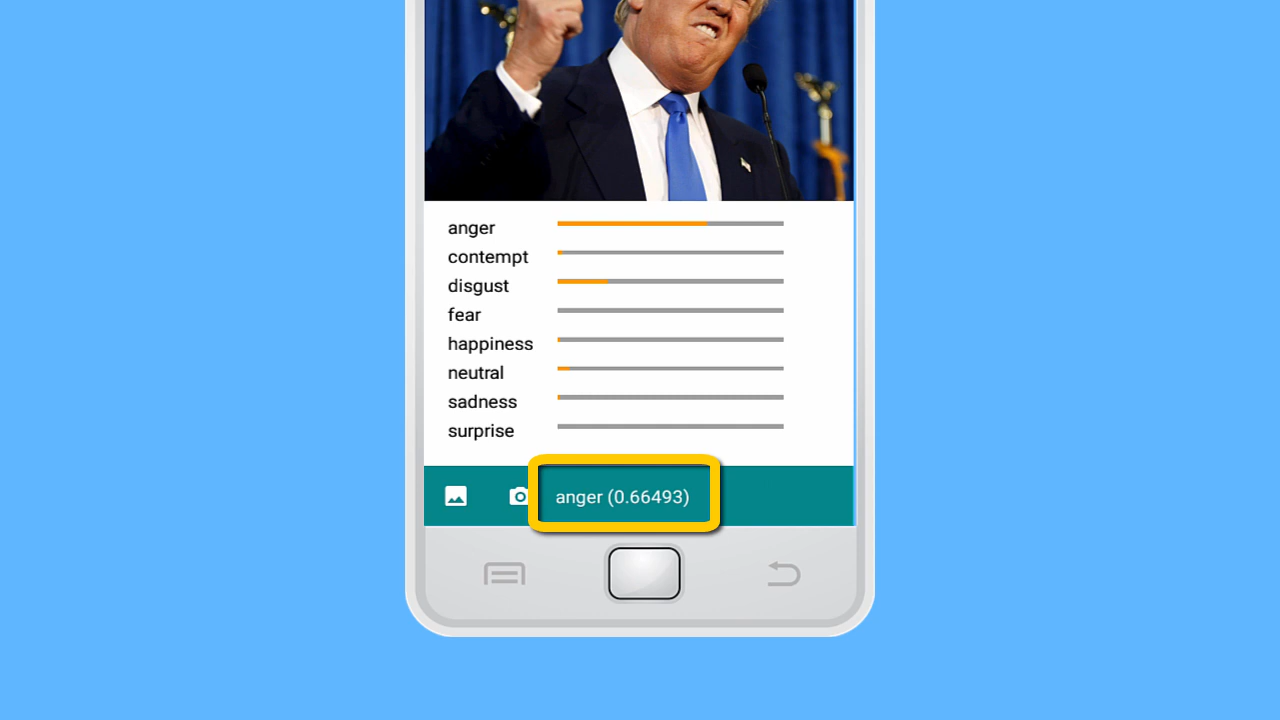 anger
contempt
disgust
fear
happiness
neutral
sadness
surprise
anger (0.66493)